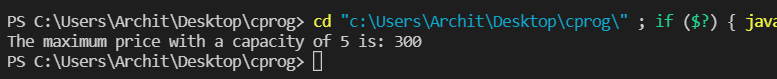 PS C:\Users\Archit\Desktop\cprog> cd "c:\Users\Archit\Desktop\cprog\" ; if ($?) { java
The maximum price with a capacity of 5 is: 300
PS C:\Users\Archit\Desktop\cprog>